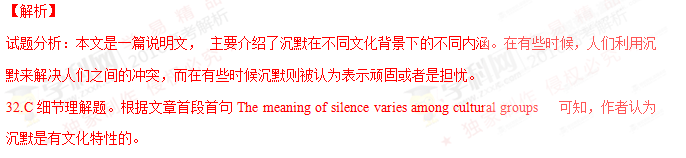 【解析】
试题分析：本文是一篇说明文， 主要介绍了沉默在不同文化背景下的不同内涵。在有些时候，人们利用沉
默来解决人们之间的冲突，而在有些时候沉默则被认为表示顽固或者是担忧。
32.C 细节理解题。根据文章首段首句 The meaning of silence varies among cultural groups 可知，作者认为
沉默是有文化特性的。